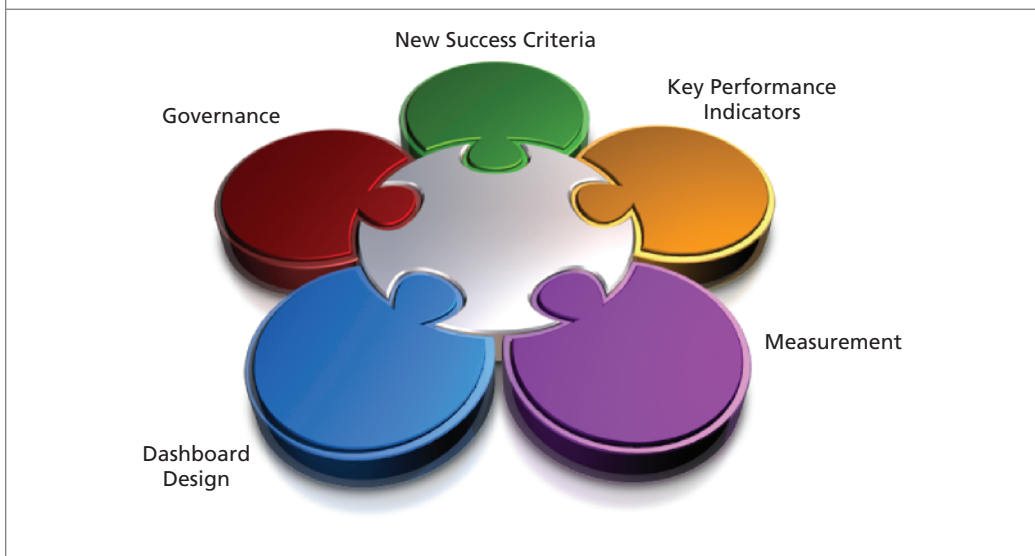 New Success Criteria
Governance
Key Performance
Indicators
Measurement
Dashboard
Design